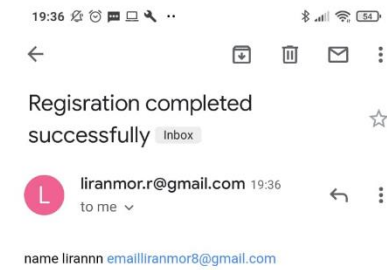 19:36
54
Regisration completed
successfully Inbox
L
liranmor.r@gmail.com 19:36
to me
name lirannn emailliranmor8@gmail.com